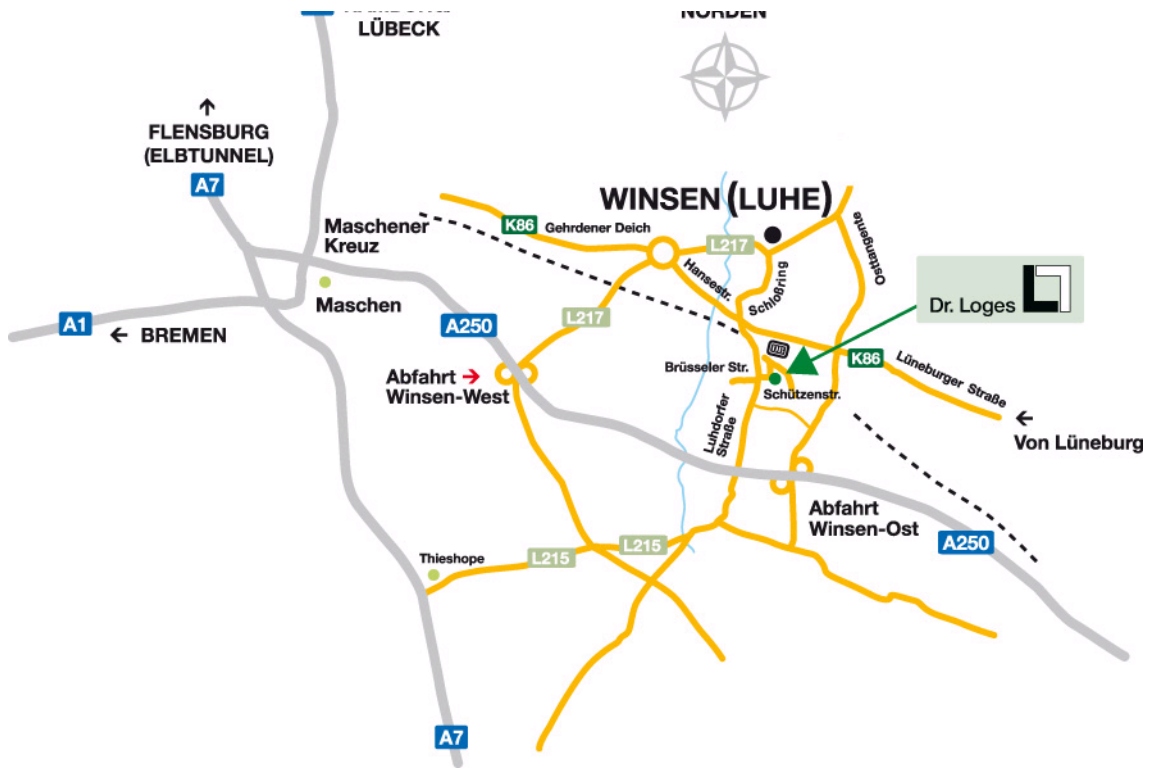 LÜBECK
NORDEN
FLENSBURG
(ELBTUNNEL)
A7
WINSEN (LUHE)
K86
Gehrdener Deich
L217
Osttangente
Maschener
Kreuz
Hansestr.
Schloßring
Maschen
Dr. Loges
A1
← BREMEN
A250
L217
DB
K86
Lüneburger Straße
Brüsseler Str.
Abfahrt →
Winsen-West
Schützenstr.
Luhdorfer
Straße
←
Von Lüneburg
Abfahrt
Winsen-Ost
A250
L215
L215
Thieshope
A7